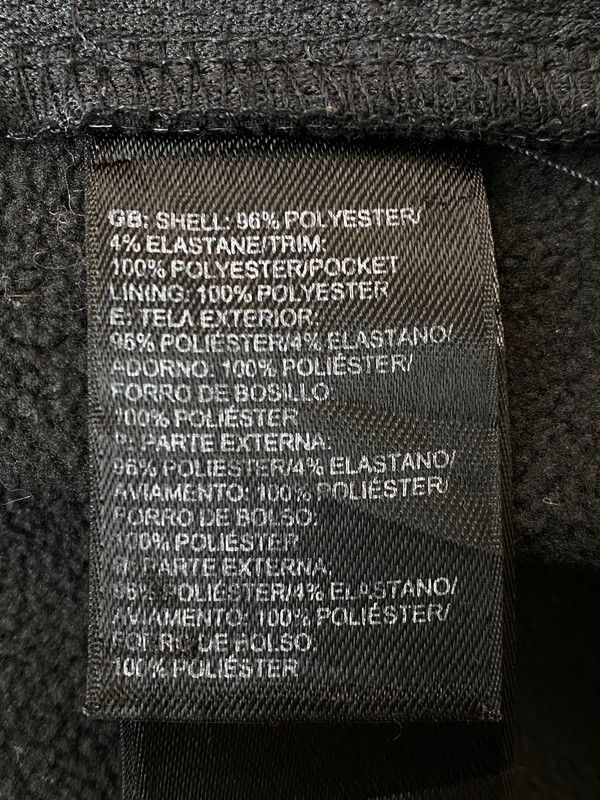 GB: SHELL: 96% POLYESTER/
4% ELASTANE/TRIM:
100% POLYESTER/POCKET
LINING: 100% POLYESTER
E: TELA EXTERIOR:
96% POLIÉSTER/4% ELASTANO/
ADORNO: 100% POLIÉSTER/
FORRO DE BOSILLO
100% POLIÉSTER
PARTE EXTERNA:
96% POLIÉSTER/4% ELASTANO/
AVIAMENTO: 100% POLIÉSTER/
FORRO DE BOLSO:
100% POLIÉSTER
PARTE EXTERNA:
96% POLIÉSTER/4% ELASTANO/
AVIAMENTO: 100% POLIÉSTER/
FORRO DE BOLSO:
100% POLIÉSTER